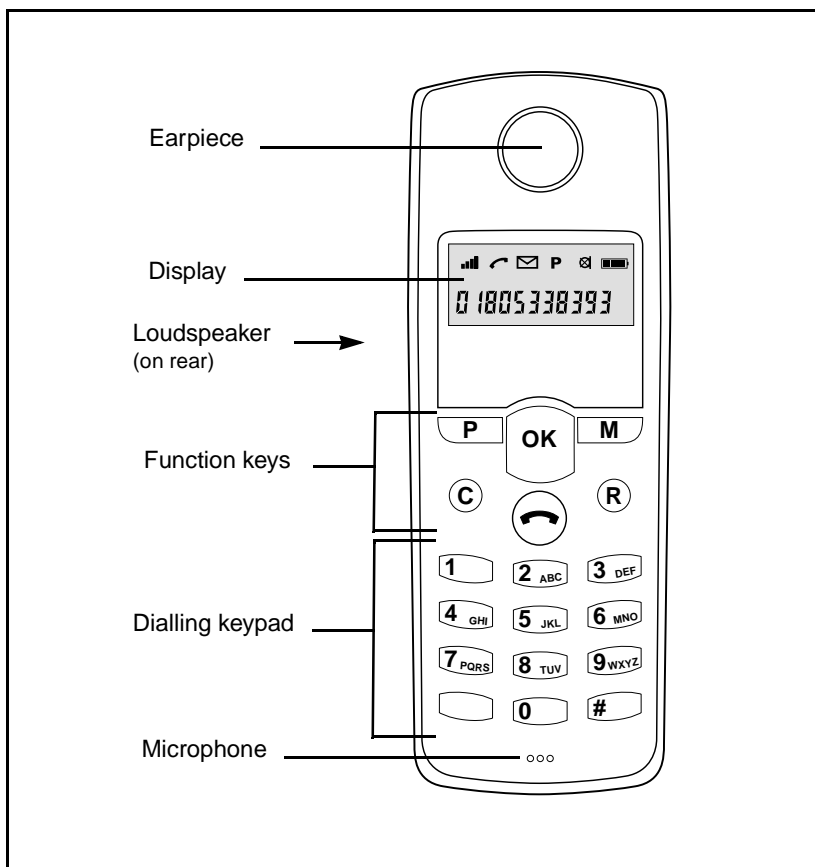 Earpiece
P
Display
01805338393
Loudspeaker
(on rear)
P OK M
Function keys
C R
1 2 ABC 3 DEF
Dialling keypad
4 GHI 5 JKL 6 MNO
7 PQRS 8 TUV 9 WXYZ
0 #
Microphone